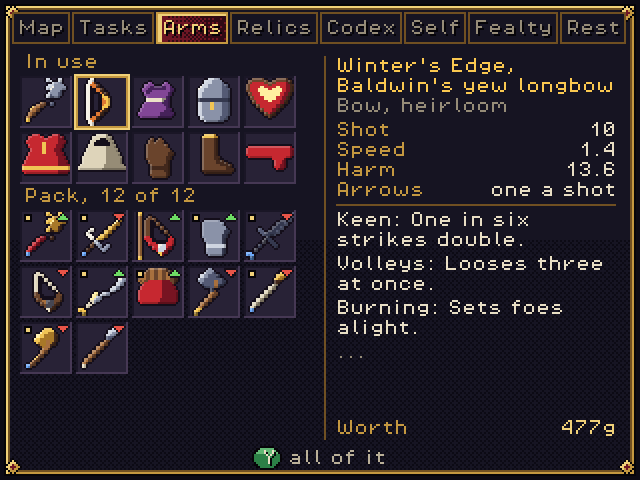 Map Tasks Arms Relics Codex Self Fealty Rest
In use
Pack, 12 of 12
Winter's Edge,
Baldwin's yew longbow
Bow, heirloom
Shot 10
Speed 1.4
Harm 13.6
Arrows one a shot
Keen: One in six
strikes double.
Volleys: Looses three
at once.
Burning: Sets foes
alight.
...
Worth 477g
Y all of it